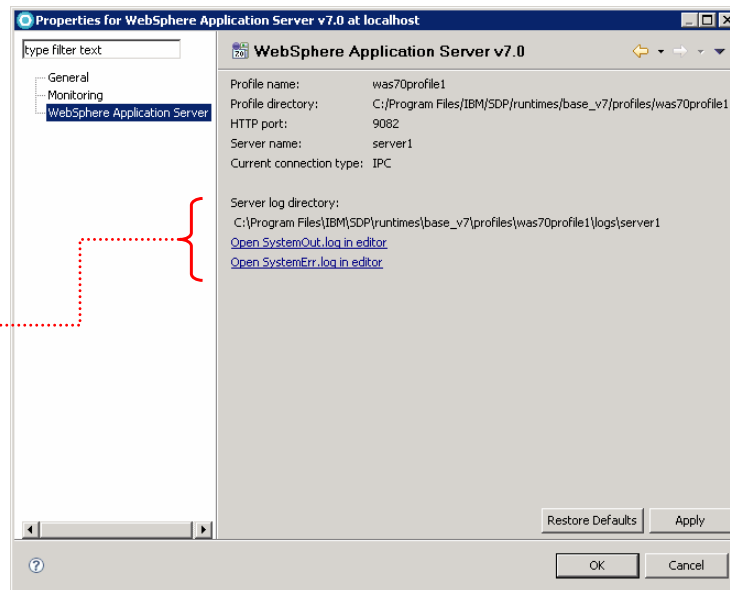 Properties for WebSphere Application Server v7.0 at localhost
type filter text
General
Monitoring
WebSphere Application Server
WebSphere Application Server v7.0
Profile name: was70profile1
Profile directory: C:/Program Files/IBM/SDP/runtimes/base_v7/profiles/was70profile1
HTTP port: 9082
Server name: server1
Current connection type: IPC
Server log directory:
C:\Program Files\IBM\SDP\runtimes\base_v7\profiles\was70profile1\logs\server1
Open SystemOut.log in editor
Open SystemErr.log in editor
Restore Defaults
Apply
OK
Cancel